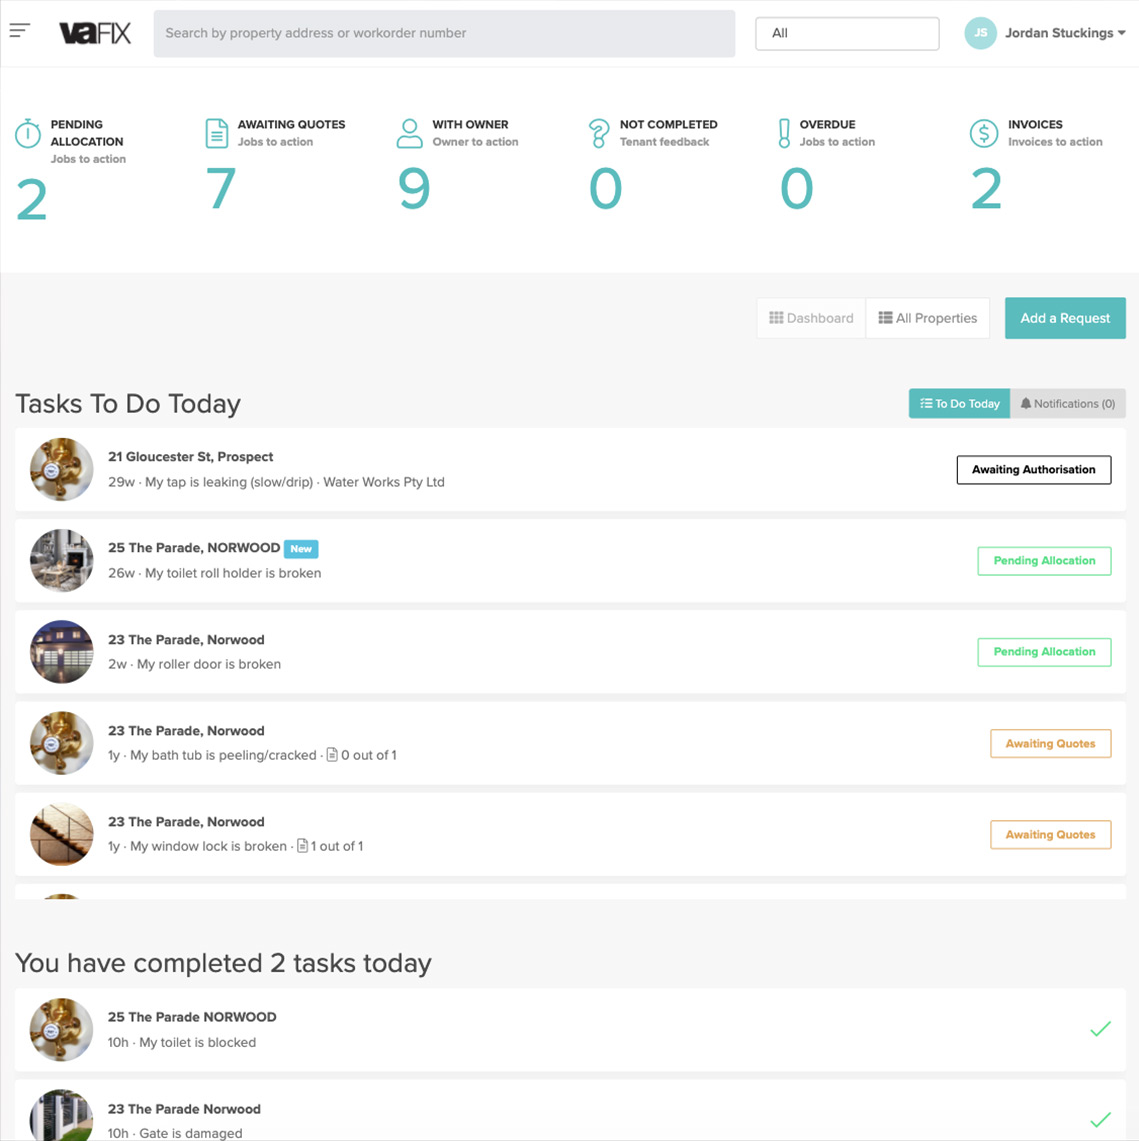 vaFIX
Search by property address or workorder number
All
JS
Jordan Stuckings
PENDING
ALLOCATION
Jobs to action
2
AWAITING QUOTES
Jobs to action
7
WITH OWNER
Owner to action
9
NOT COMPLETED
Tenant feedback
0
OVERDUE
Jobs to action
0
INVOICES
Invoices to action
2
Dashboard
All Properties
Add a Request
Tasks To Do Today
To Do Today
Notifications (0)
21 Gloucester St, Prospect
29w · My tap is leaking (slow/drip) · Water Works Pty Ltd
Awaiting Authorisation
25 The Parade, NORWOOD New
26w · My toilet roll holder is broken
Pending Allocation
23 The Parade, Norwood
2w · My roller door is broken
Pending Allocation
23 The Parade, Norwood
1y · My bath tub is peeling/cracked · 0 out of 1
Awaiting Quotes
23 The Parade, Norwood
1y · My window lock is broken · 1 out of 1
Awaiting Quotes
You have completed 2 tasks today
25 The Parade NORWOOD
10h · My toilet is blocked
23 The Parade Norwood
10h · Gate is damaged